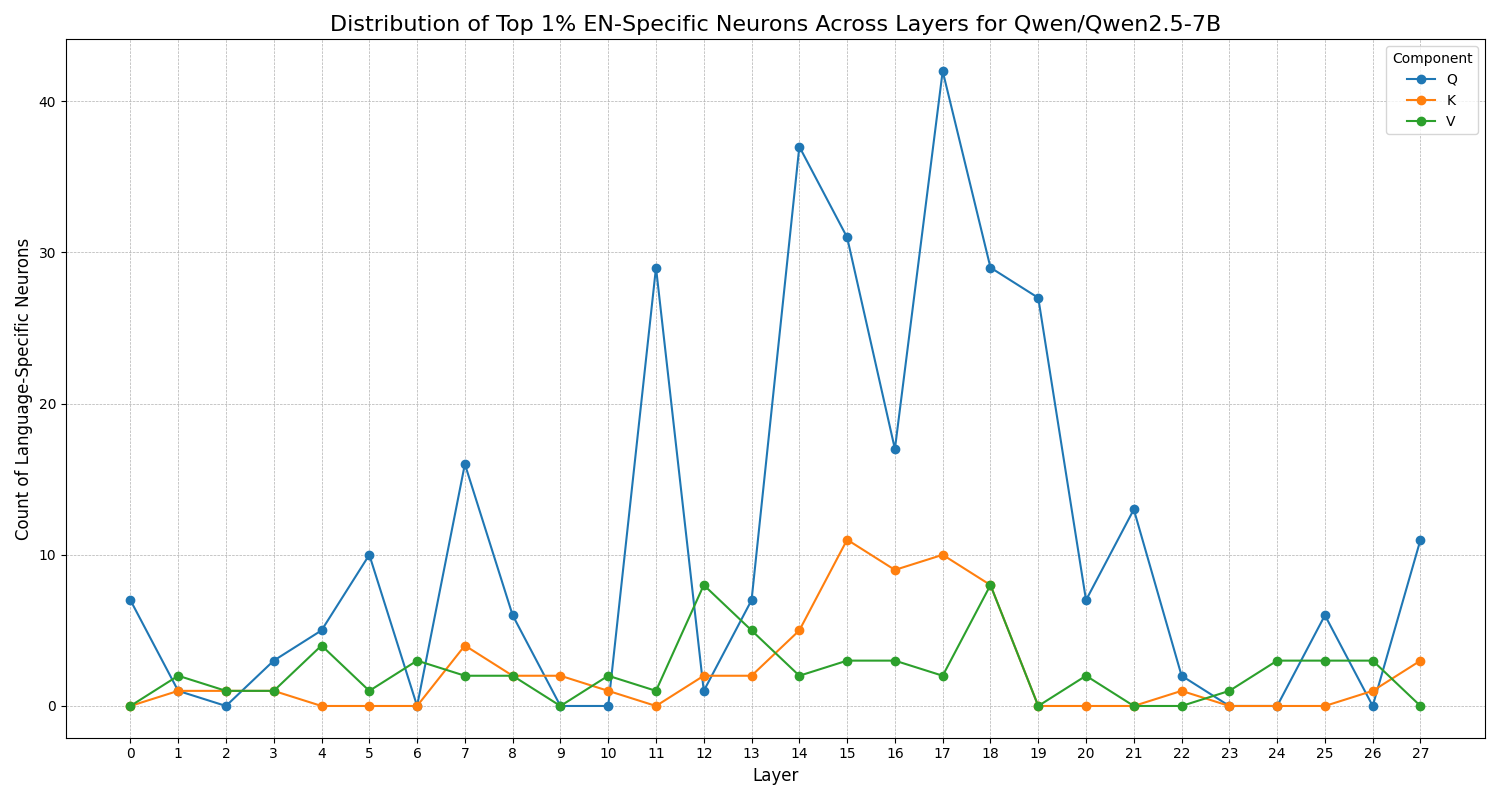 Distribution of Top 1% EN-Specific Neurons Across Layers for Qwen/Qwen2.5-7B
Component
Q
K
V
Count of Language-Specific Neurons
40
30
20
10
0
0 1 2 3 4 5 6 7 8 9 10 11 12 13 14 15 16 17 18 19 20 21 22 23 24 25 26 27
Layer